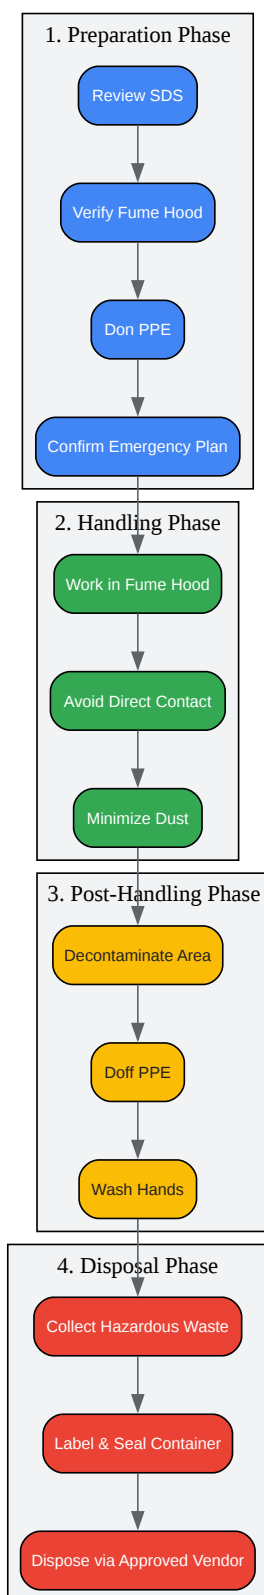 1. Preparation Phase
Review SDS
Verify Fume Hood
Don PPE
Confirm Emergency Plan
2. Handling Phase
Work in Fume Hood
Avoid Direct Contact
Minimize Dust
3. Post-Handling Phase
Decontaminate Area
Doff PPE
Wash Hands
4. Disposal Phase
Collect Hazardous Waste
Label & Seal Container
Dispose via Approved Vendor